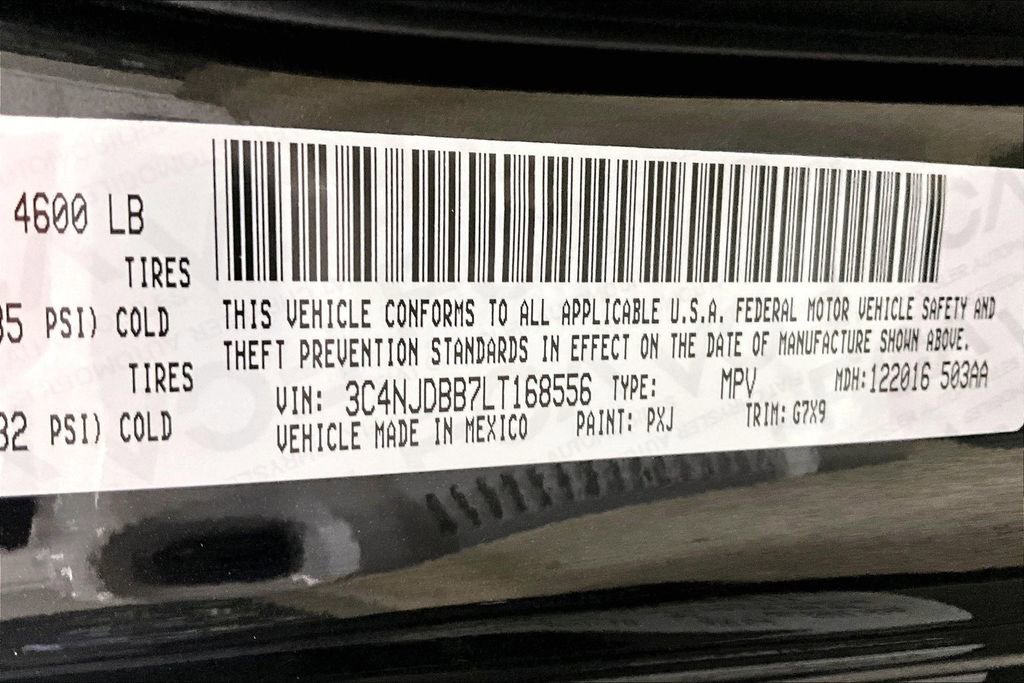 4600 LB
TIRES
35 PSI) COLD
TIRES
32 PSI) COLD
THIS VEHICLE CONFORMS TO ALL APPLICABLE U.S.A. FEDERAL MOTOR VEHICLE SAFETY AND
THEFT PREVENTION STANDARDS IN EFFECT ON THE DATE OF MANUFACTURE SHOWN ABOVE.
VIN: 3C4NJDBB7LT168556 TYPE: MPV MDH:122016 503AA
VEHICLE MADE IN MEXICO PAINT: PXJ TRIM: G7X9